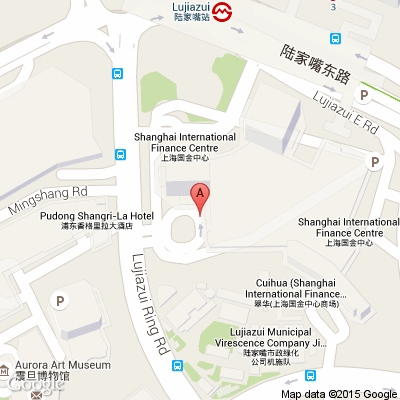 Lujiazui
陆家嘴站
3
陆家嘴东路
P
Lujiazui E Rd
Shanghai International
Finance Centre
上海国金中心
P
Mingshang Rd
A
Pudong Shangri-La Hotel
浦东香格里拉大酒店
Shanghai International
Finance Centre
上海国金中心
Lujiazui Ring Rd
Cuihua (Shanghai
International Finance...
翠华(上海国金中心商场)
P
Lujiazui Municipal
Virescence Company Ji...
陆家嘴市政绿化
公司机施队
Aurora Art Museum
震旦博物馆
P
Map data ©2015 Google